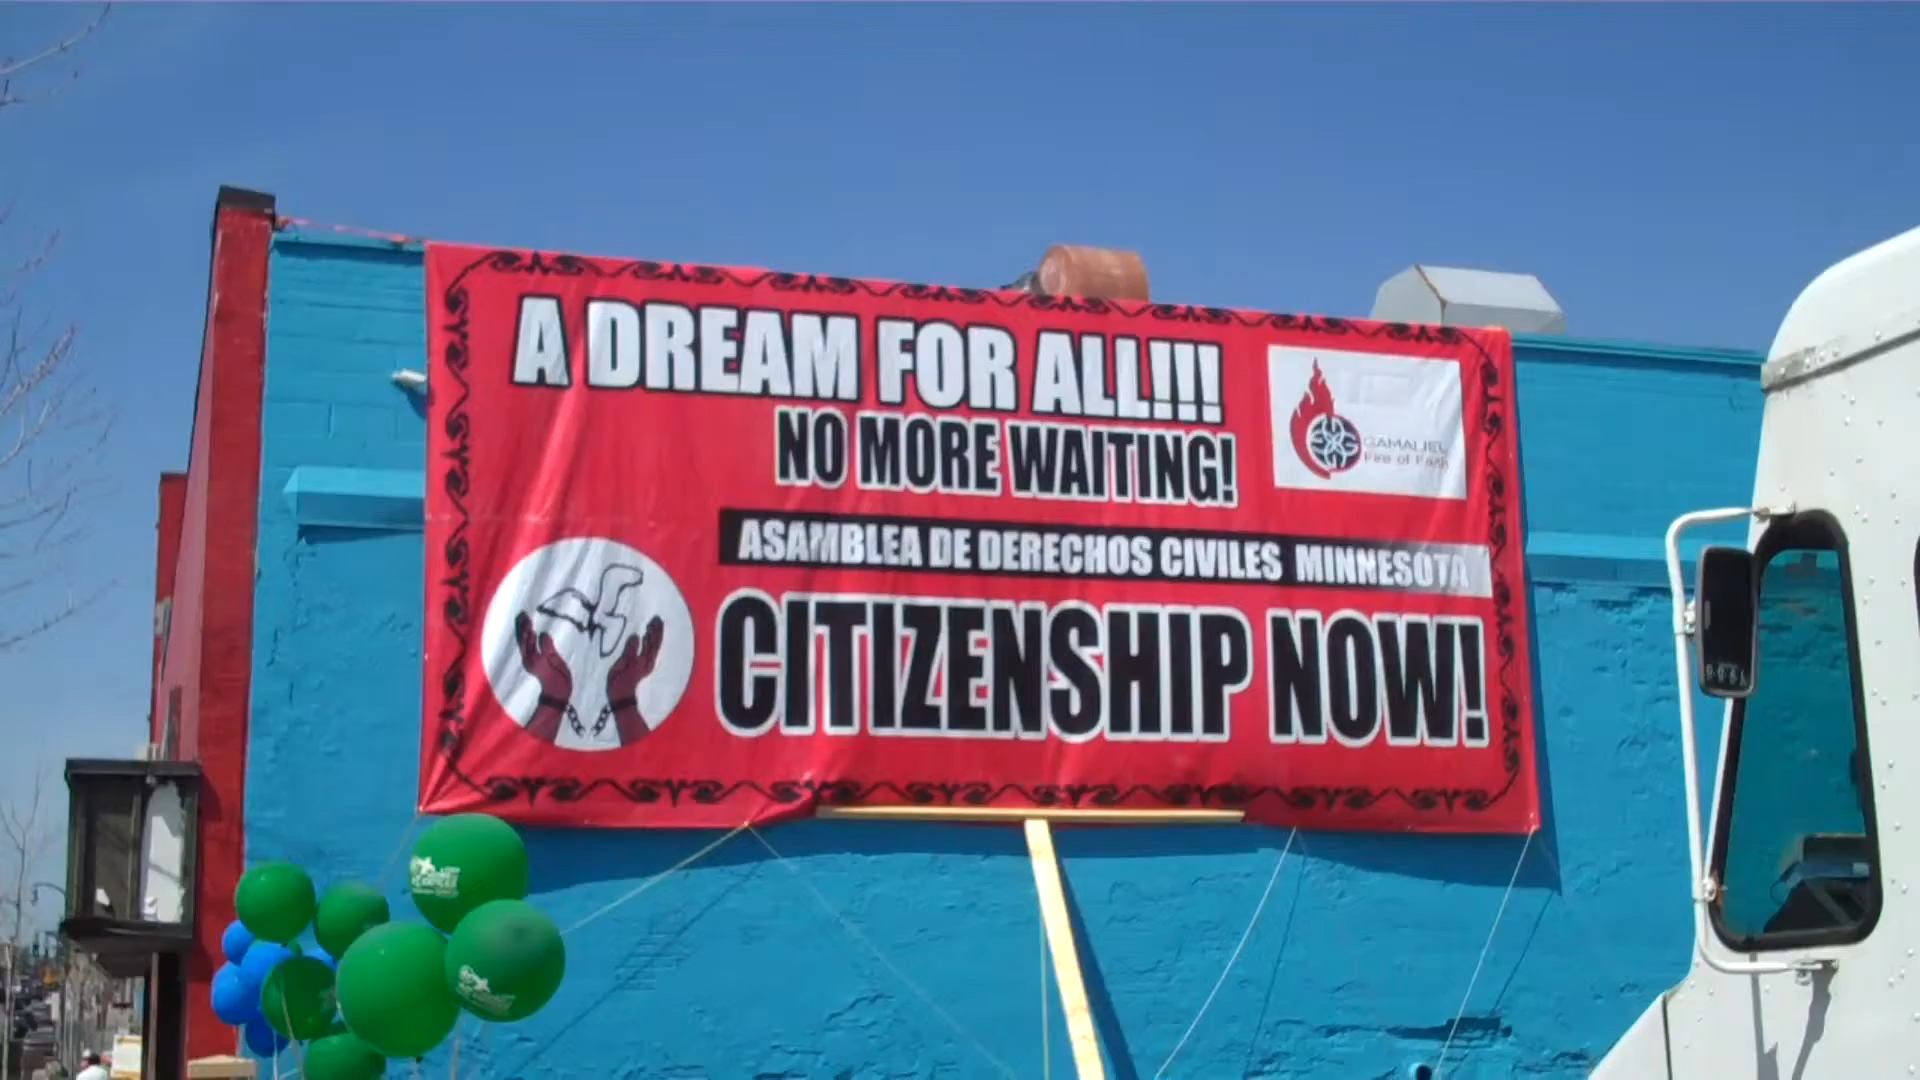 A DREAM FOR ALL!!!
NO MORE WAITING!
GAMALIEL
Fire of Faith
ASAMBLEA DE DERECHOS CIVILES MINNESOTA
CITIZENSHIP NOW!